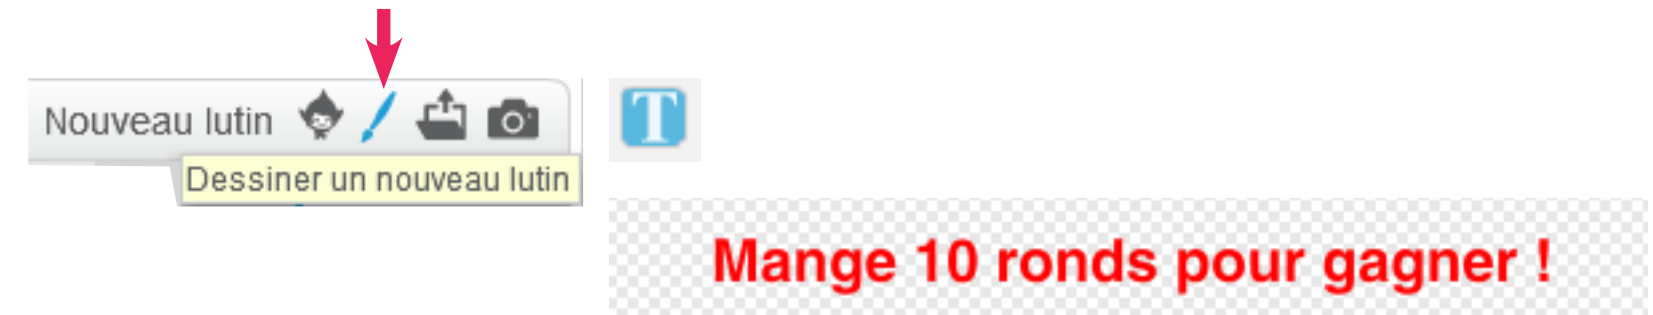 Nouveau lutin
Dessiner un nouveau lutin
T
Mange 10 ronds pour gagner !